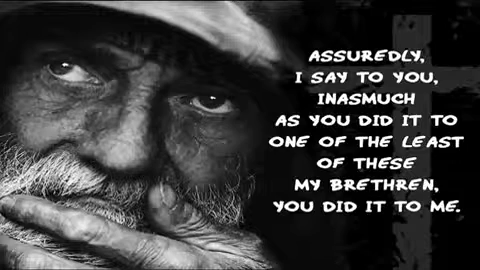 ASSUREDLY,
I SAY TO YOU,
INASMUCH
AS YOU DID IT TO
ONE OF THE LEAST
OF THESE
MY BRETHREN,
YOU DID IT TO ME.